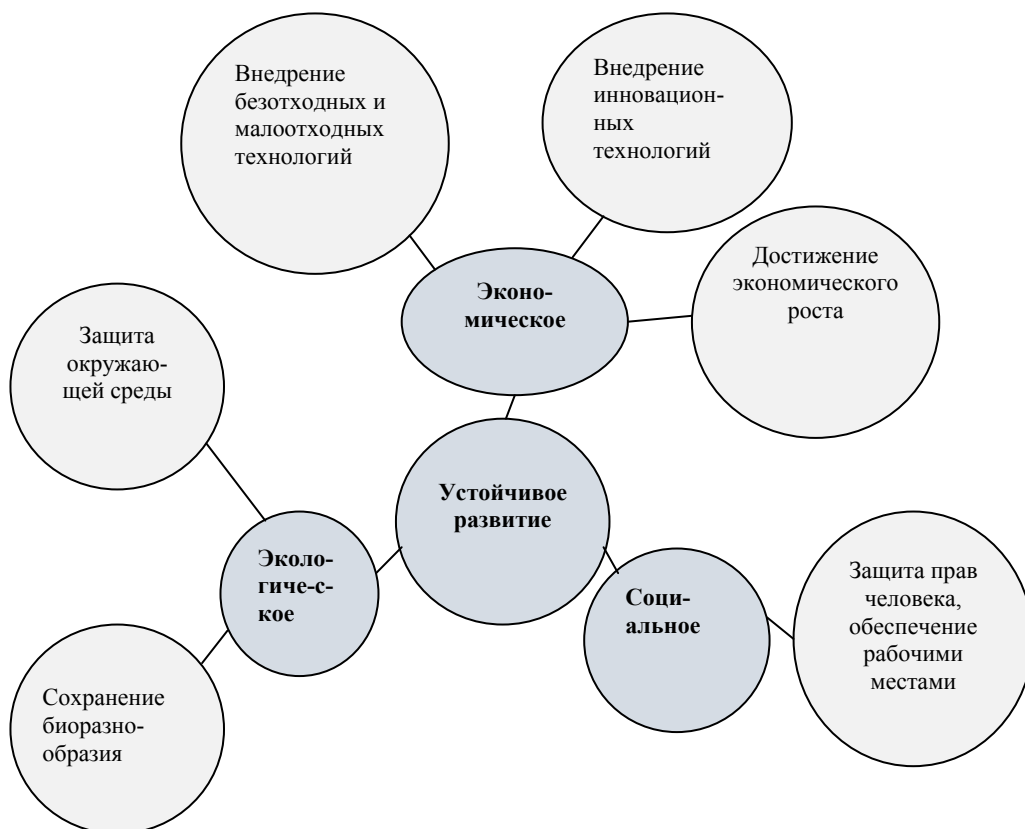 Внедрение
безотходных и
малоотходных
технологий
Внедрение
инновацион-
ных
технологий
Достижение
экономического
роста
Эконо-
мическое
Защита
окружаю-
щей среды
Устойчивое
развитие
Эколо-
гиче-с-
кое
Соци-
альное
Защита прав
человека,
обеспечение
рабочими
местами
Сохранение
биоразно-
образия